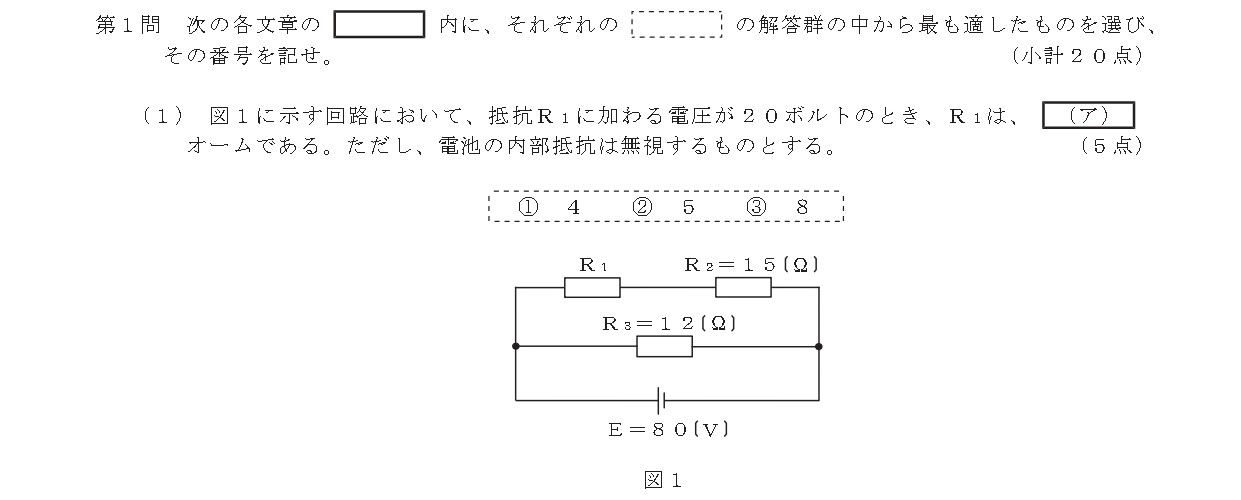 第１問　次の各文章の　　　　内に、それぞれの　　　　の解答群の中から最も適したものを選び、
その番号を記せ。　(小計２０点)
(１)　図１に示す回路において、抵抗Ｒ₁に加わる電圧が２０ボルトのとき、Ｒ₁は、　(ア)
オームである。ただし、電池の内部抵抗は無視するものとする。　(５点)
①　４　　②　５　　③　８
Ｒ₁　Ｒ₂＝１５〔Ω〕
Ｒ₃＝１２〔Ω〕
Ｅ＝８０〔Ｖ〕
図１